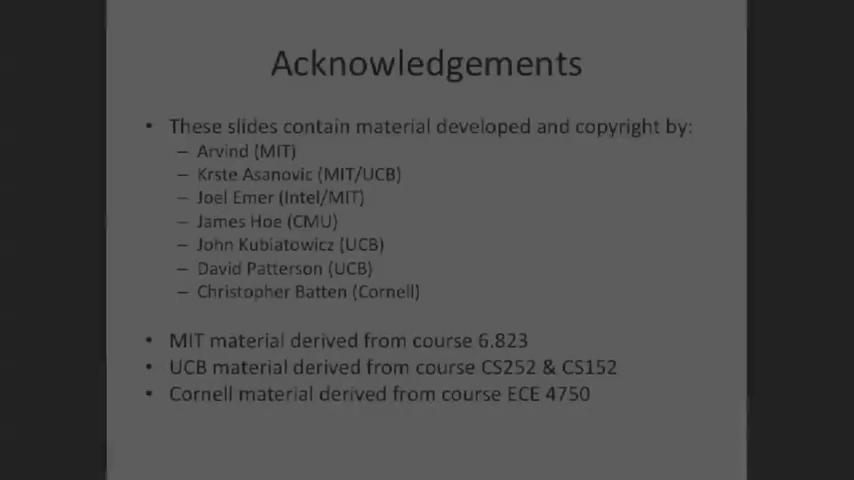 Acknowledgements
• These slides contain material developed and copyright by:
– Arvind (MIT)
– Krste Asanovic (MIT/UCB)
– Joel Emer (Intel/MIT)
– James Hoe (CMU)
– John Kubiatowicz (UCB)
– David Patterson (UCB)
– Christopher Batten (Cornell)
• MIT material derived from course 6.823
• UCB material derived from course CS252 & CS152
• Cornell material derived from course ECE 4750